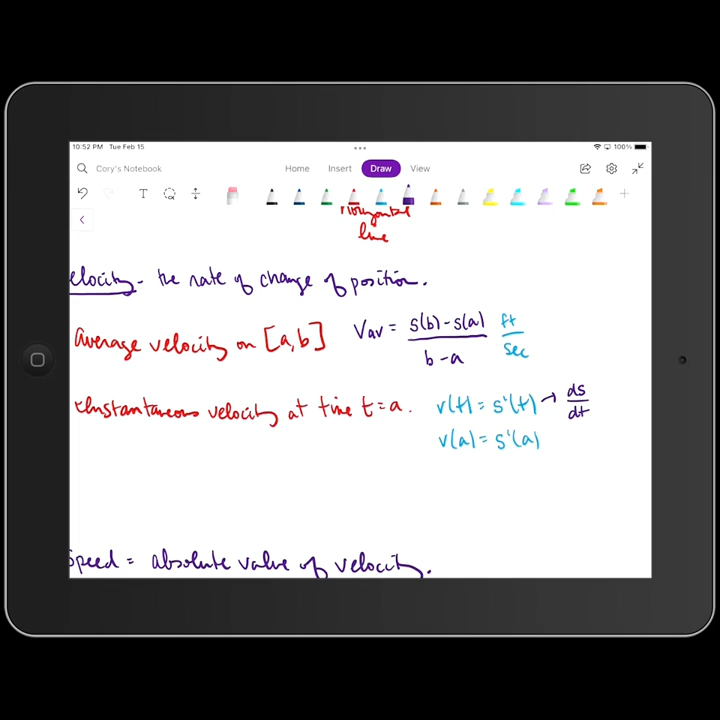 10:52 PM Tue Feb 15
100%
Cory's Notebook
Home Insert Draw View
T
horizontal
line
elocity - the rate of change of position.
Average velocity on [a,b] Vav = s(b)-s(a) / b-a ft/sec
Instantaneous velocity at time t=a. v(t) = s'(t) → ds/dt
v(a) = s'(a)
Speed = absolute value of velocity.